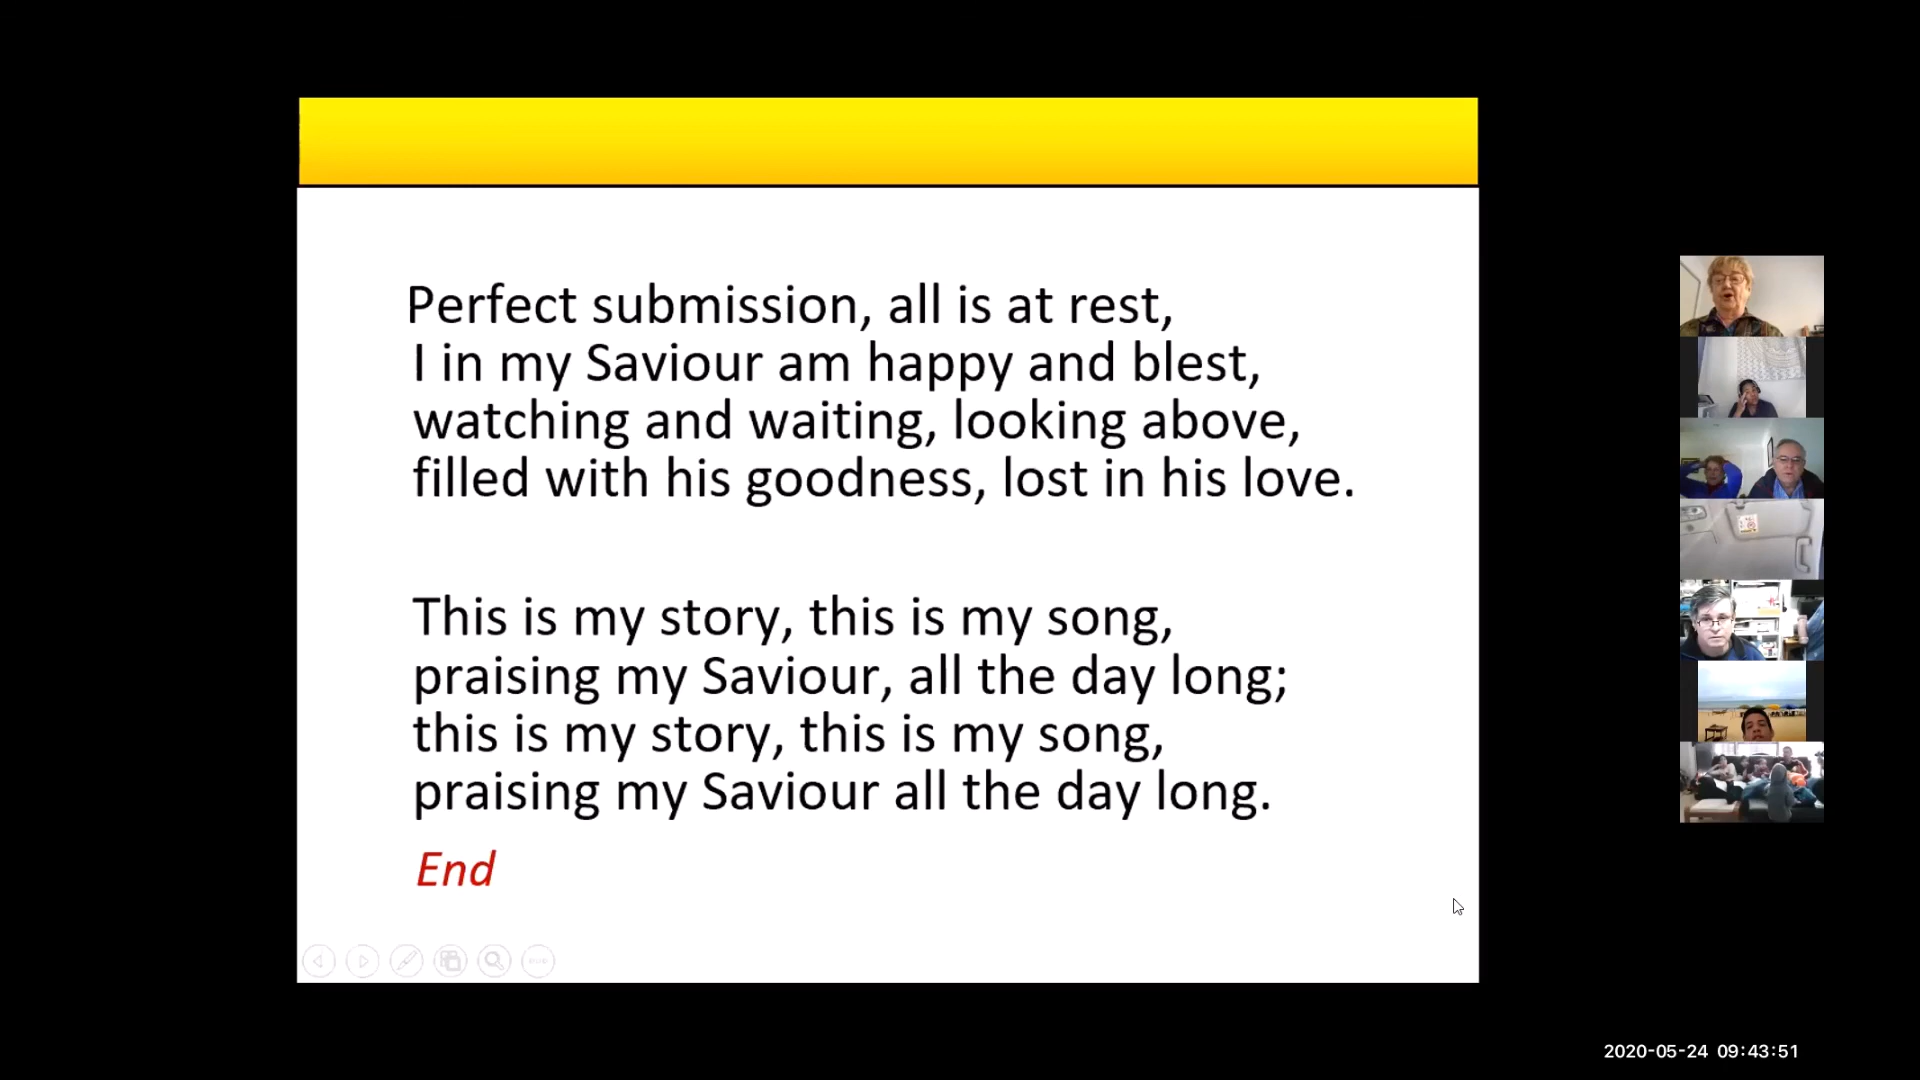 Perfect submission, all is at rest,
I in my Saviour am happy and blest,
watching and waiting, looking above,
filled with his goodness, lost in his love.
This is my story, this is my song,
praising my Saviour, all the day long;
this is my story, this is my song,
praising my Saviour all the day long.
End
2020-05-24 09:43:51